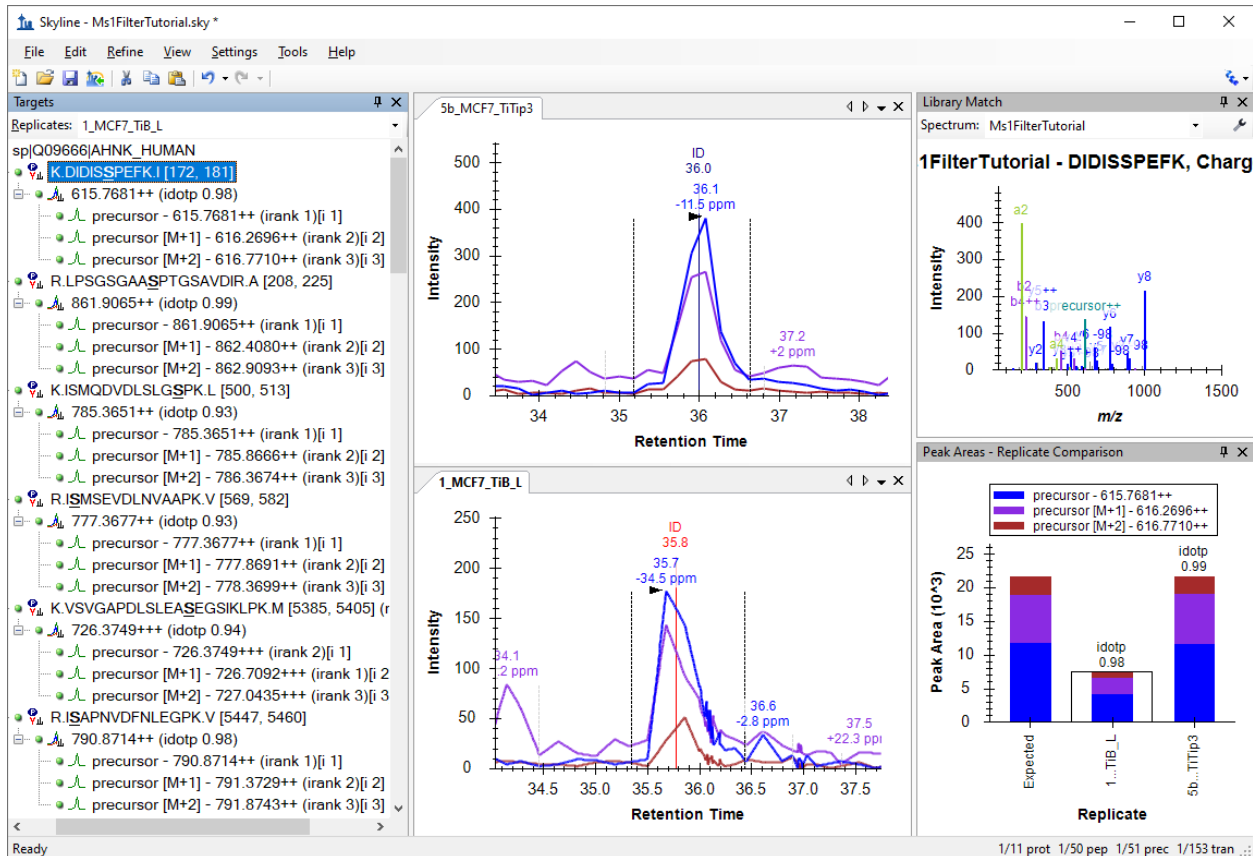 Skyline - Ms1FilterTutorial.sky *
File Edit Refine View Settings Tools Help
Targets
Replicates: 1_MCF7_TiB_L
sp|Q09666|AHNK_HUMAN
K.DIDISSPEFK.I [172, 181]
615.7681++ (idotp 0.98)
precursor - 615.7681++ (irank 1)[i 1]
precursor [M+1] - 616.2696++ (irank 2)[i 2]
precursor [M+2] - 616.7710++ (irank 3)[i 3]
R.LPSGSGAASPTGSAVDIR.A [208, 225]
861.9065++ (idotp 0.99)
precursor - 861.9065++ (irank 1)[i 1]
precursor [M+1] - 862.4080++ (irank 2)[i 2]
precursor [M+2] - 862.9093++ (irank 3)[i 3]
K.ISMQDVDLSLGSPK.L [500, 513]
785.3651++ (idotp 0.93)
precursor - 785.3651++ (irank 1)[i 1]
precursor [M+1] - 785.8666++ (irank 2)[i 2]
precursor [M+2] - 786.3674++ (irank 3)[i 3]
R.ISMSEVDLNVAAPK.V [569, 582]
777.3677++ (idotp 0.93)
precursor - 777.3677++ (irank 1)[i 1]
precursor [M+1] - 777.8691++ (irank 2)[i 2]
precursor [M+2] - 778.3699++ (irank 3)[i 3]
K.VSVGAPDLSLEASEGSIKLPK.M [5385, 5405] (r
726.3749+++ (idotp 0.94)
precursor - 726.3749+++ (irank 2)[i 1]
precursor [M+1] - 726.7092+++ (irank 1)[i 2
precursor [M+2] - 727.0435+++ (irank 3)[i 3
R.ISAPNVDFNLEGPK.V [5447, 5460]
790.8714++ (idotp 0.98)
precursor - 790.8714++ (irank 1)[i 1]
precursor [M+1] - 791.3729++ (irank 2)[i 2]
precursor [M+2] - 791.8743++ (irank 3)[i 3]
5b_MCF7_TiTip3
ID
36.0
36.1
-11.5 ppm
37.2
+2 ppm
Intensity
500
400
300
200
100
0
34 35 36 37 38
Retention Time
1_MCF7_TiB_L
ID
35.8
35.7
-34.5 ppm
34.1
.2 ppm
36.6
-2.8 ppm
37.5
+22.3 ppm
Intensity
250
200
150
100
50
0
34.5 35.0 35.5 36.0 36.5 37.0 37.5
Retention Time
Library Match
Spectrum: Ms1FilterTutorial
1FilterTutorial - DIDISSPEFK, Charg
a2
b2
y5++
b4++
y3
precursor++
y8
y6
y2
a4
y7
-98
Intensity
400
300
200
100
0
500 1000 1500
m/z
Peak Areas - Replicate Comparison
precursor - 615.7681++
precursor [M+1] - 616.2696++
precursor [M+2] - 616.7710++
Peak Area (10^3)
25
20
15
10
5
0
idotp
0.98
idotp
0.99
Expected
1...TiB_L
5b...TiTip3
Replicate
Ready
1/11 prot 1/50 pep 1/51 prec 1/153 tran